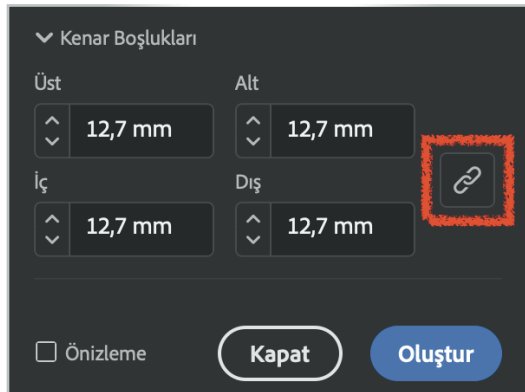 Kenar Boşlukları
Üst Alt
12,7 mm 12,7 mm
İç Dış
12,7 mm 12,7 mm
Önizleme Kapat Oluştur